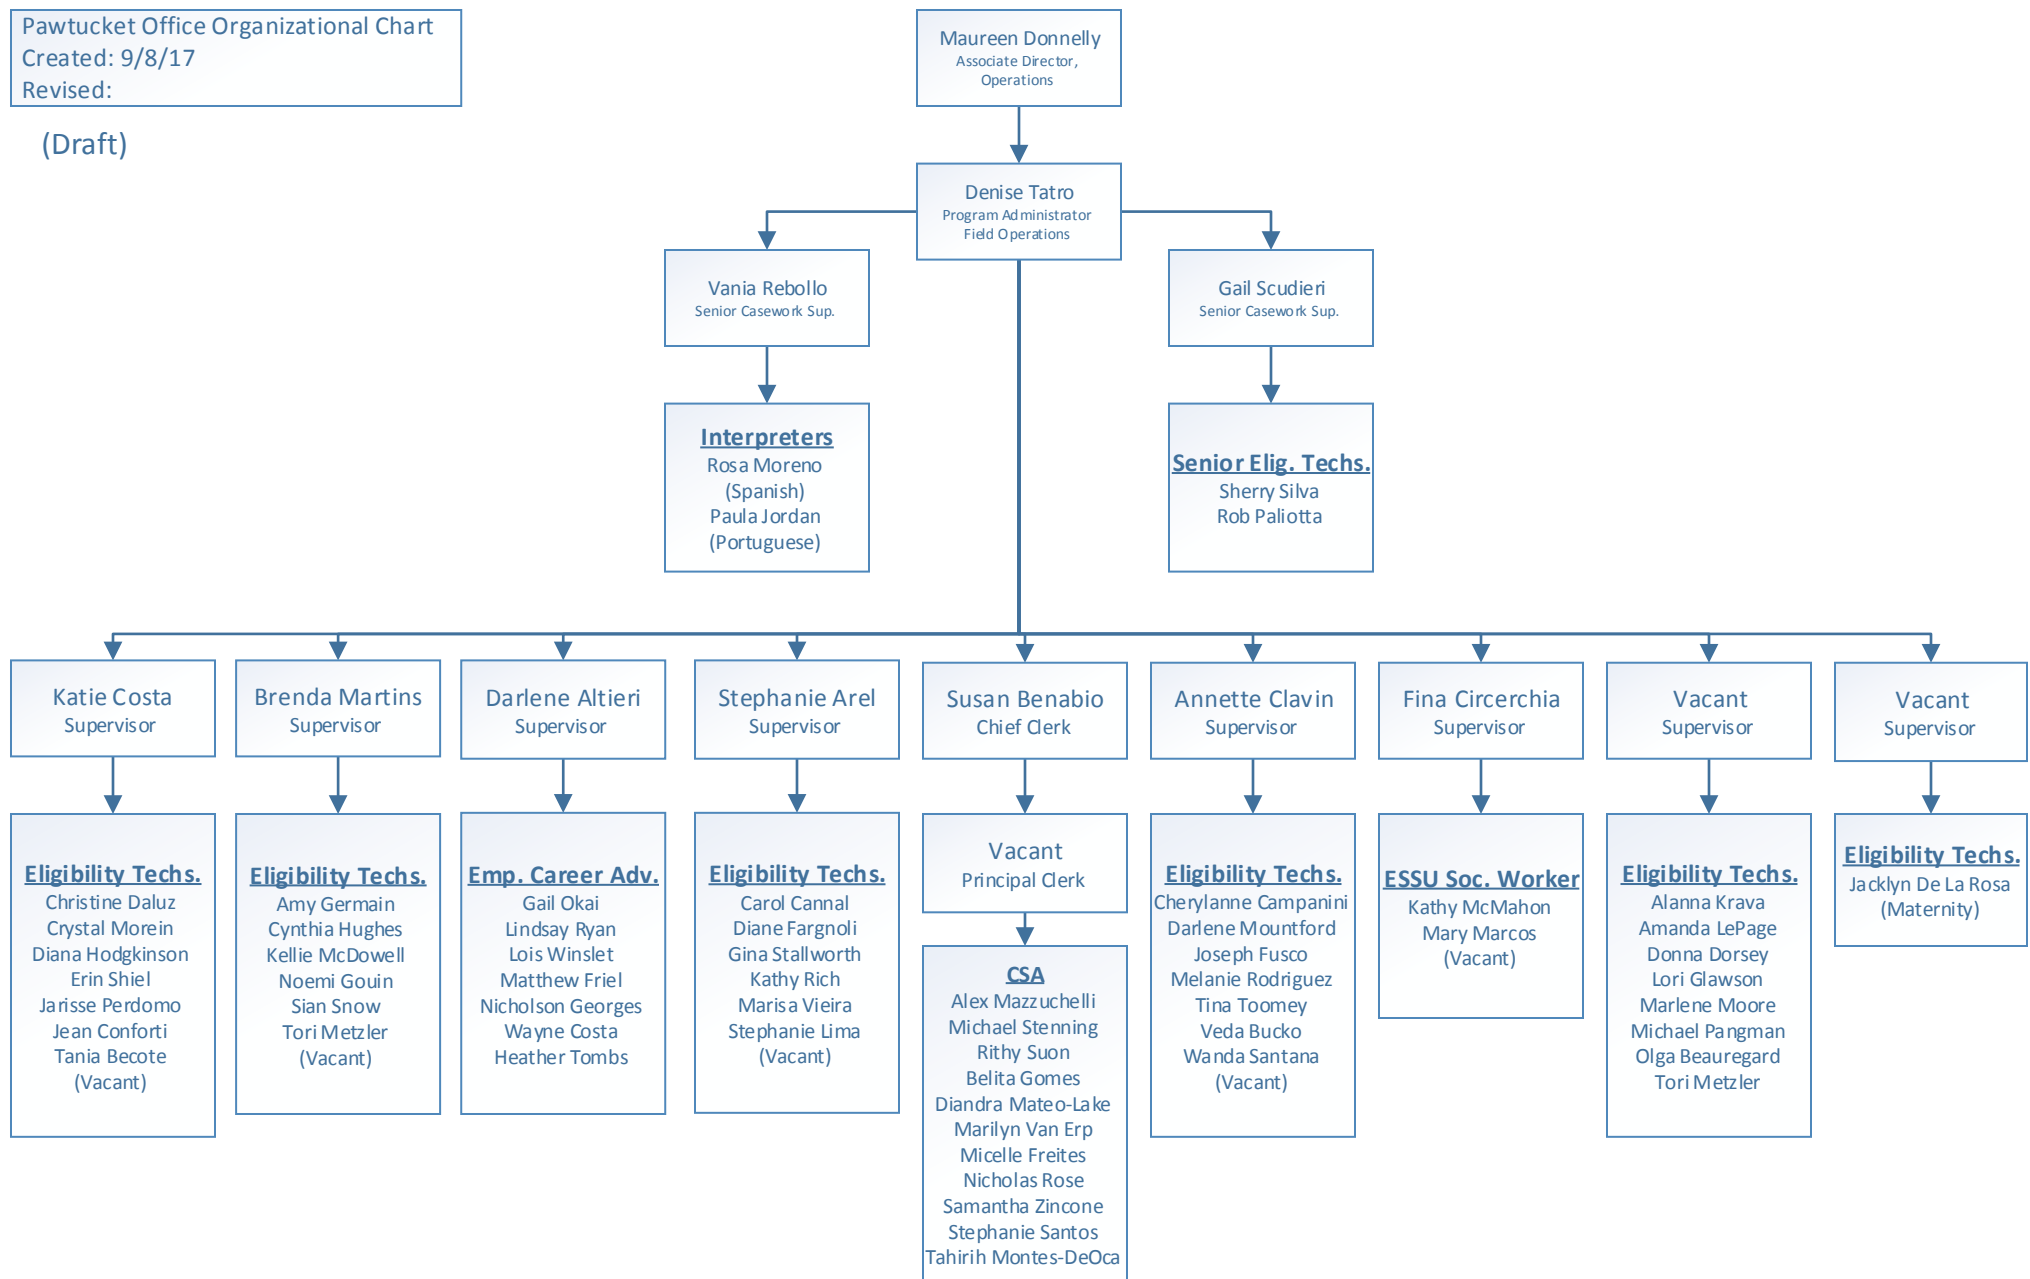 Pawtucket Office Organizational Chart
Created: 9/8/17
Revised:
(Draft)
Maureen Donnelly
Associate Director,
Operations
Denise Tatro
Program Administrator
Field Operations
Vania Rebollo
Senior Casework Sup.
Gail Scudieri
Senior Casework Sup.
Interpreters
Rosa Moreno
(Spanish)
Paula Jordan
(Portuguese)
Senior Elig. Techs.
Sherry Silva
Rob Paliotta
Katie Costa
Supervisor
Brenda Martins
Supervisor
Darlene Altieri
Supervisor
Stephanie Arel
Supervisor
Susan Benabio
Chief Clerk
Annette Clavin
Supervisor
Fina Circerchia
Supervisor
Vacant
Supervisor
Vacant
Supervisor
Eligibility Techs.
Christine Daluz
Crystal Morein
Diana Hodgkinson
Erin Shiel
Jarisse Perdomo
Jean Conforti
Tania Becote
(Vacant)
Eligibility Techs.
Amy Germain
Cynthia Hughes
Kellie McDowell
Noemi Gouin
Sian Snow
Tori Metzler
(Vacant)
Emp. Career Adv.
Gail Okai
Lindsay Ryan
Lois Winslet
Matthew Friel
Nicholson Georges
Wayne Costa
Heather Tombs
Eligibility Techs.
Carol Cannal
Diane Fargnoli
Gina Stallworth
Kathy Rich
Marisa Vieira
Stephanie Lima
(Vacant)
Vacant
Principal Clerk
CSA
Alex Mazzuchelli
Michael Stenning
Rithy Suon
Belita Gomes
Diandra Mateo-Lake
Marilyn Van Erp
Micelle Freites
Nicholas Rose
Samantha Zincone
Stephanie Santos
Tahirih Montes-DeOca
Eligibility Techs.
Cherylanne Campanini
Darlene Mountford
Joseph Fusco
Melanie Rodriguez
Tina Toomey
Veda Bucko
Wanda Santana
(Vacant)
ESSU Soc. Worker
Kathy McMahon
Mary Marcos
(Vacant)
Eligibility Techs.
Alanna Krava
Amanda LePage
Donna Dorsey
Lori Glawson
Marlene Moore
Michael Pangman
Olga Beauregard
Tori Metzler
Eligibility Techs.
Jacklyn De La Rosa
(Maternity)